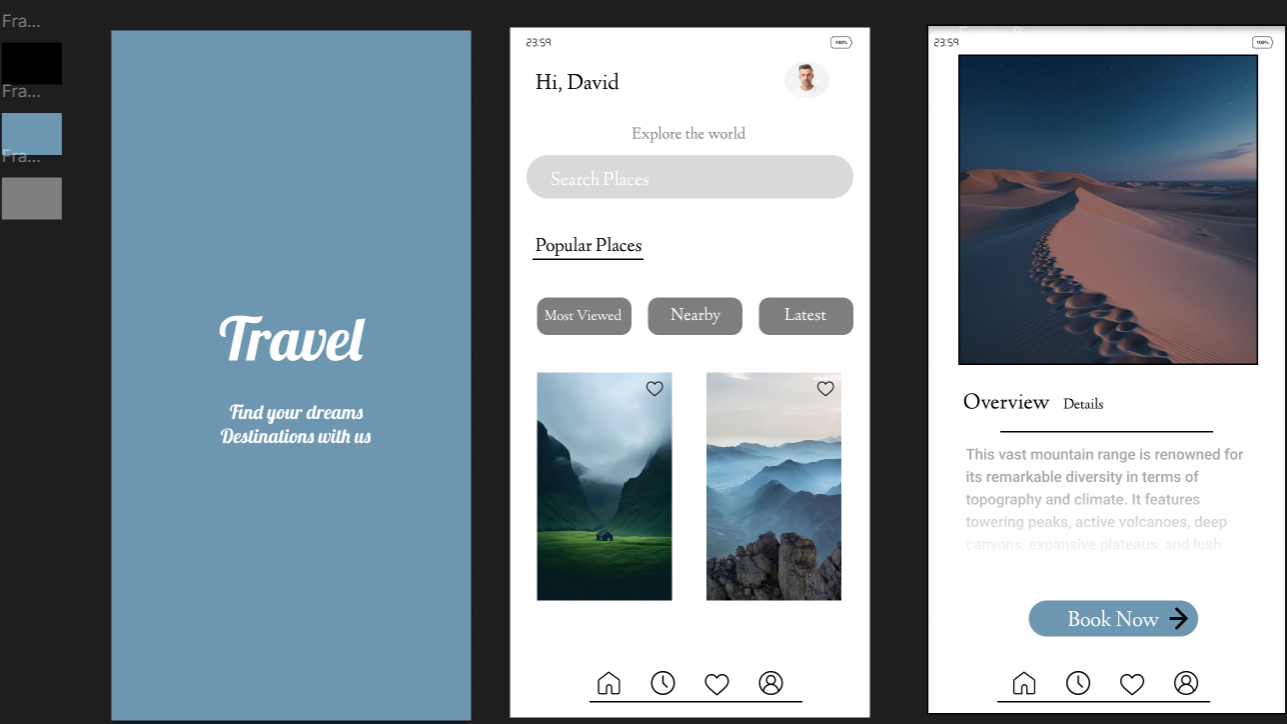 Fra...
Fra...
Fra...
Travel
Find your dreams
Destinations with us
23:59
100%
Hi, David
Explore the world
Search Places
Popular Places
Most Viewed
Nearby
Latest
23:59
100%
Overview
Details
This vast mountain range is renowned for
its remarkable diversity in terms of
topography and climate. It features
towering peaks, active volcanoes, deep
canyons, expansive plateaus, and lush
Book Now